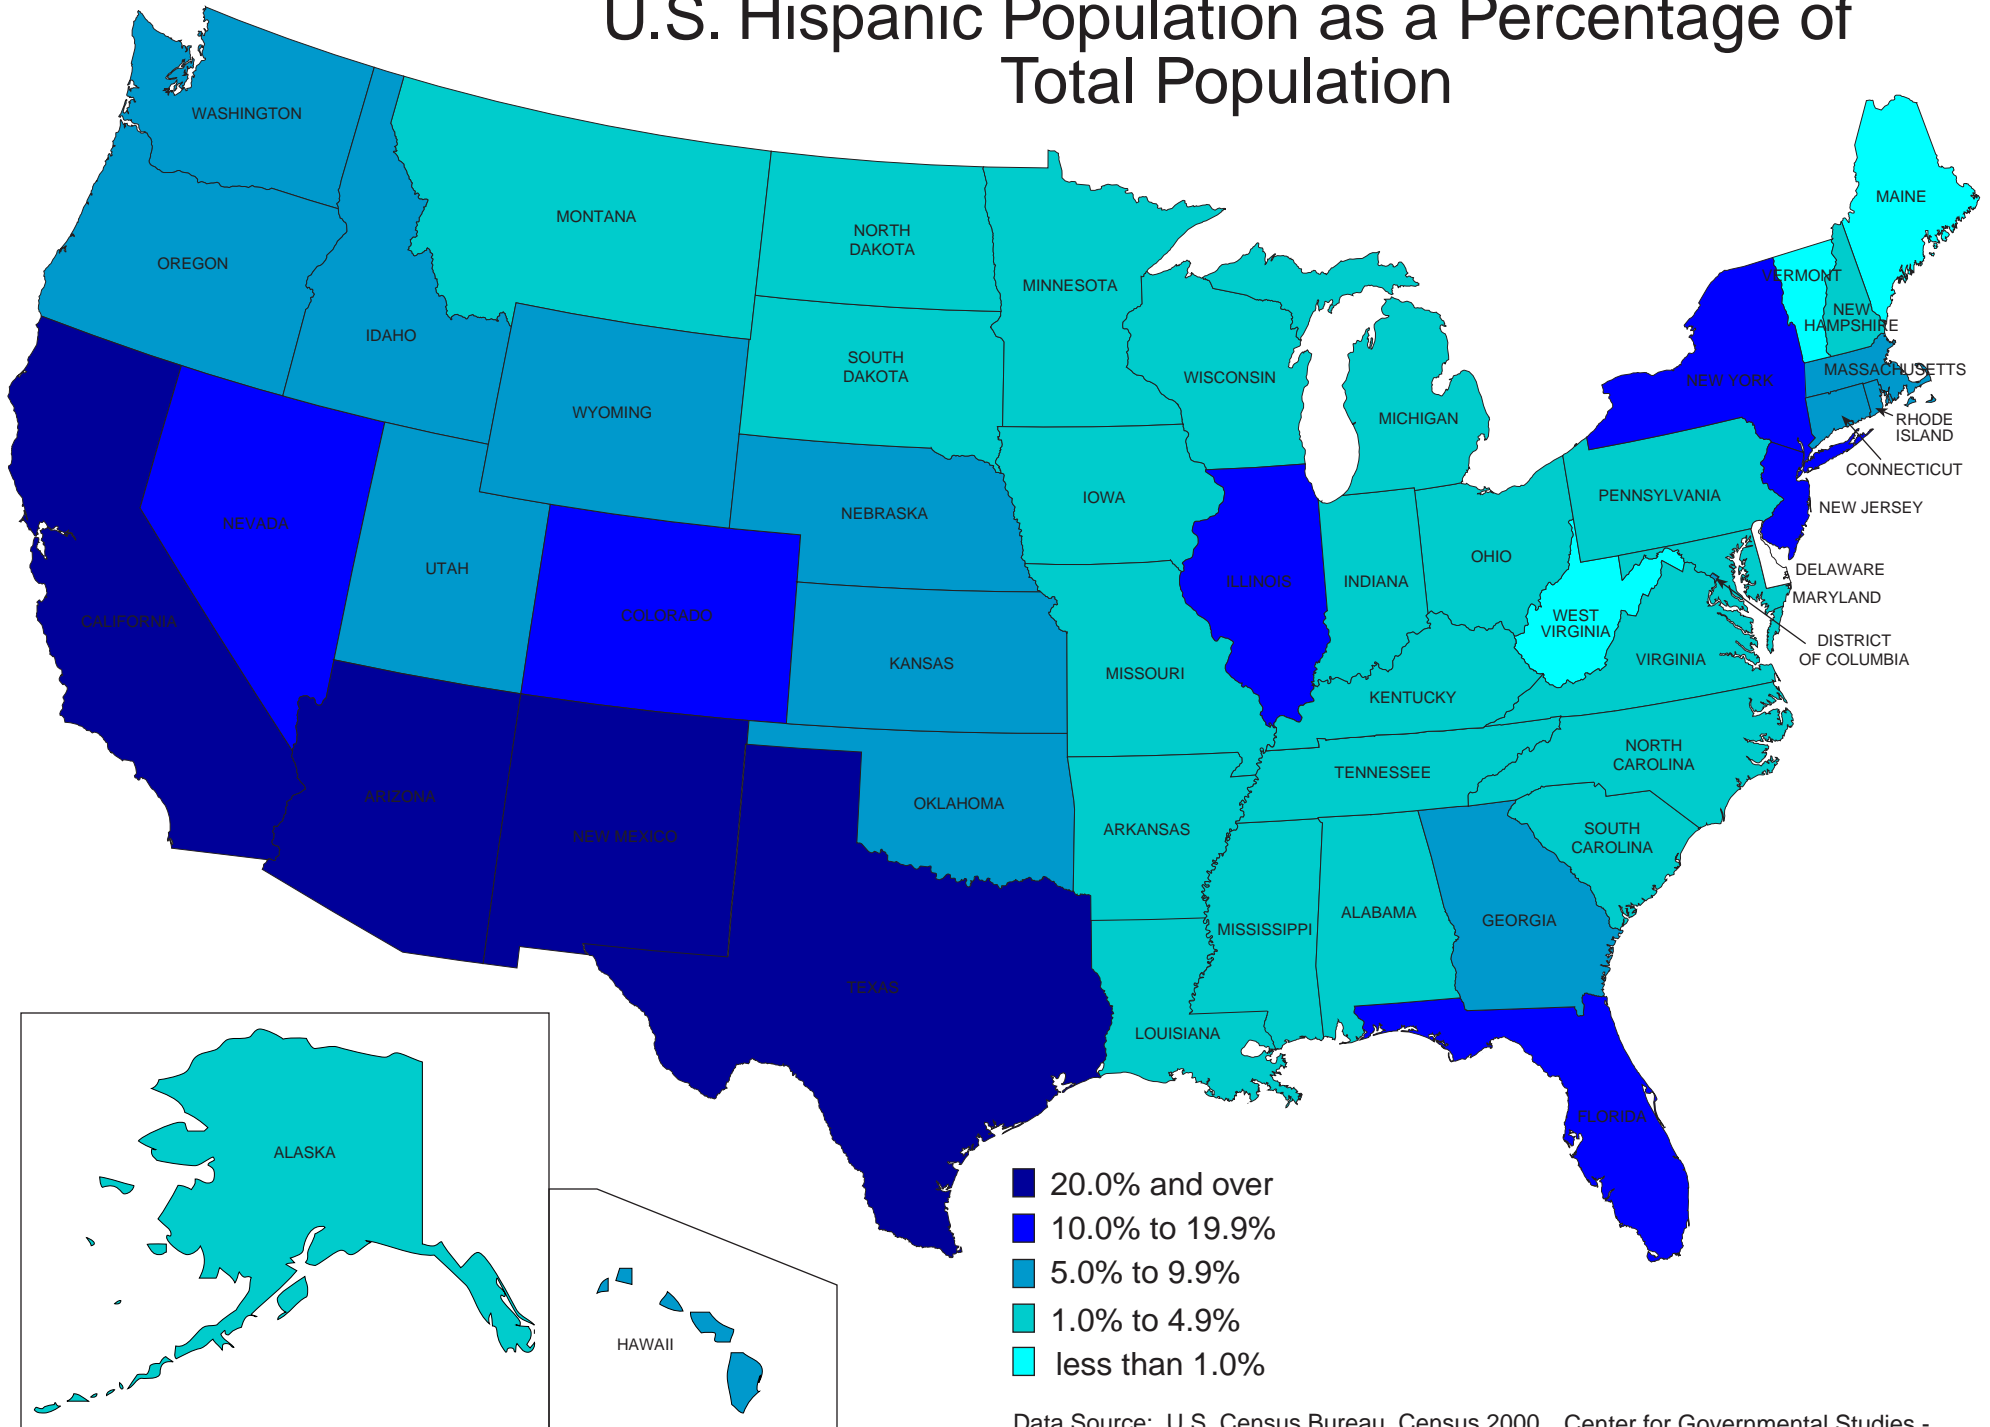 U.S. Hispanic Population as a Percentage of
Total Population
WASHINGTON
OREGON
IDAHO
MONTANA
NORTH
DAKOTA
SOUTH
DAKOTA
MINNESOTA
WISCONSIN
MICHIGAN
WYOMING
NEBRASKA
IOWA
NEVADA
UTAH
COLORADO
CALIFORNIA
KANSAS
MISSOURI
ILLINOIS
INDIANA
OHIO
KENTUCKY
WEST
VIRGINIA
VIRGINIA
PENNSYLVANIA
NEW YORK
VERMONT
NEW
HAMPSHIRE
MAINE
MASSACHUSETTS
RHODE
ISLAND
CONNECTICUT
NEW JERSEY
DELAWARE
MARYLAND
DISTRICT
OF COLUMBIA
ARIZONA
NEW MEXICO
OKLAHOMA
TEXAS
ARKANSAS
TENNESSEE
NORTH
CAROLINA
SOUTH
CAROLINA
MISSISSIPPI
ALABAMA
GEORGIA
LOUISIANA
FLORIDA
ALASKA
HAWAII
20.0% and over
10.0% to 19.9%
5.0% to 9.9%
1.0% to 4.9%
less than 1.0%
Data Source: U.S. Census Bureau, Census 2000 Center for Governmental Studies -